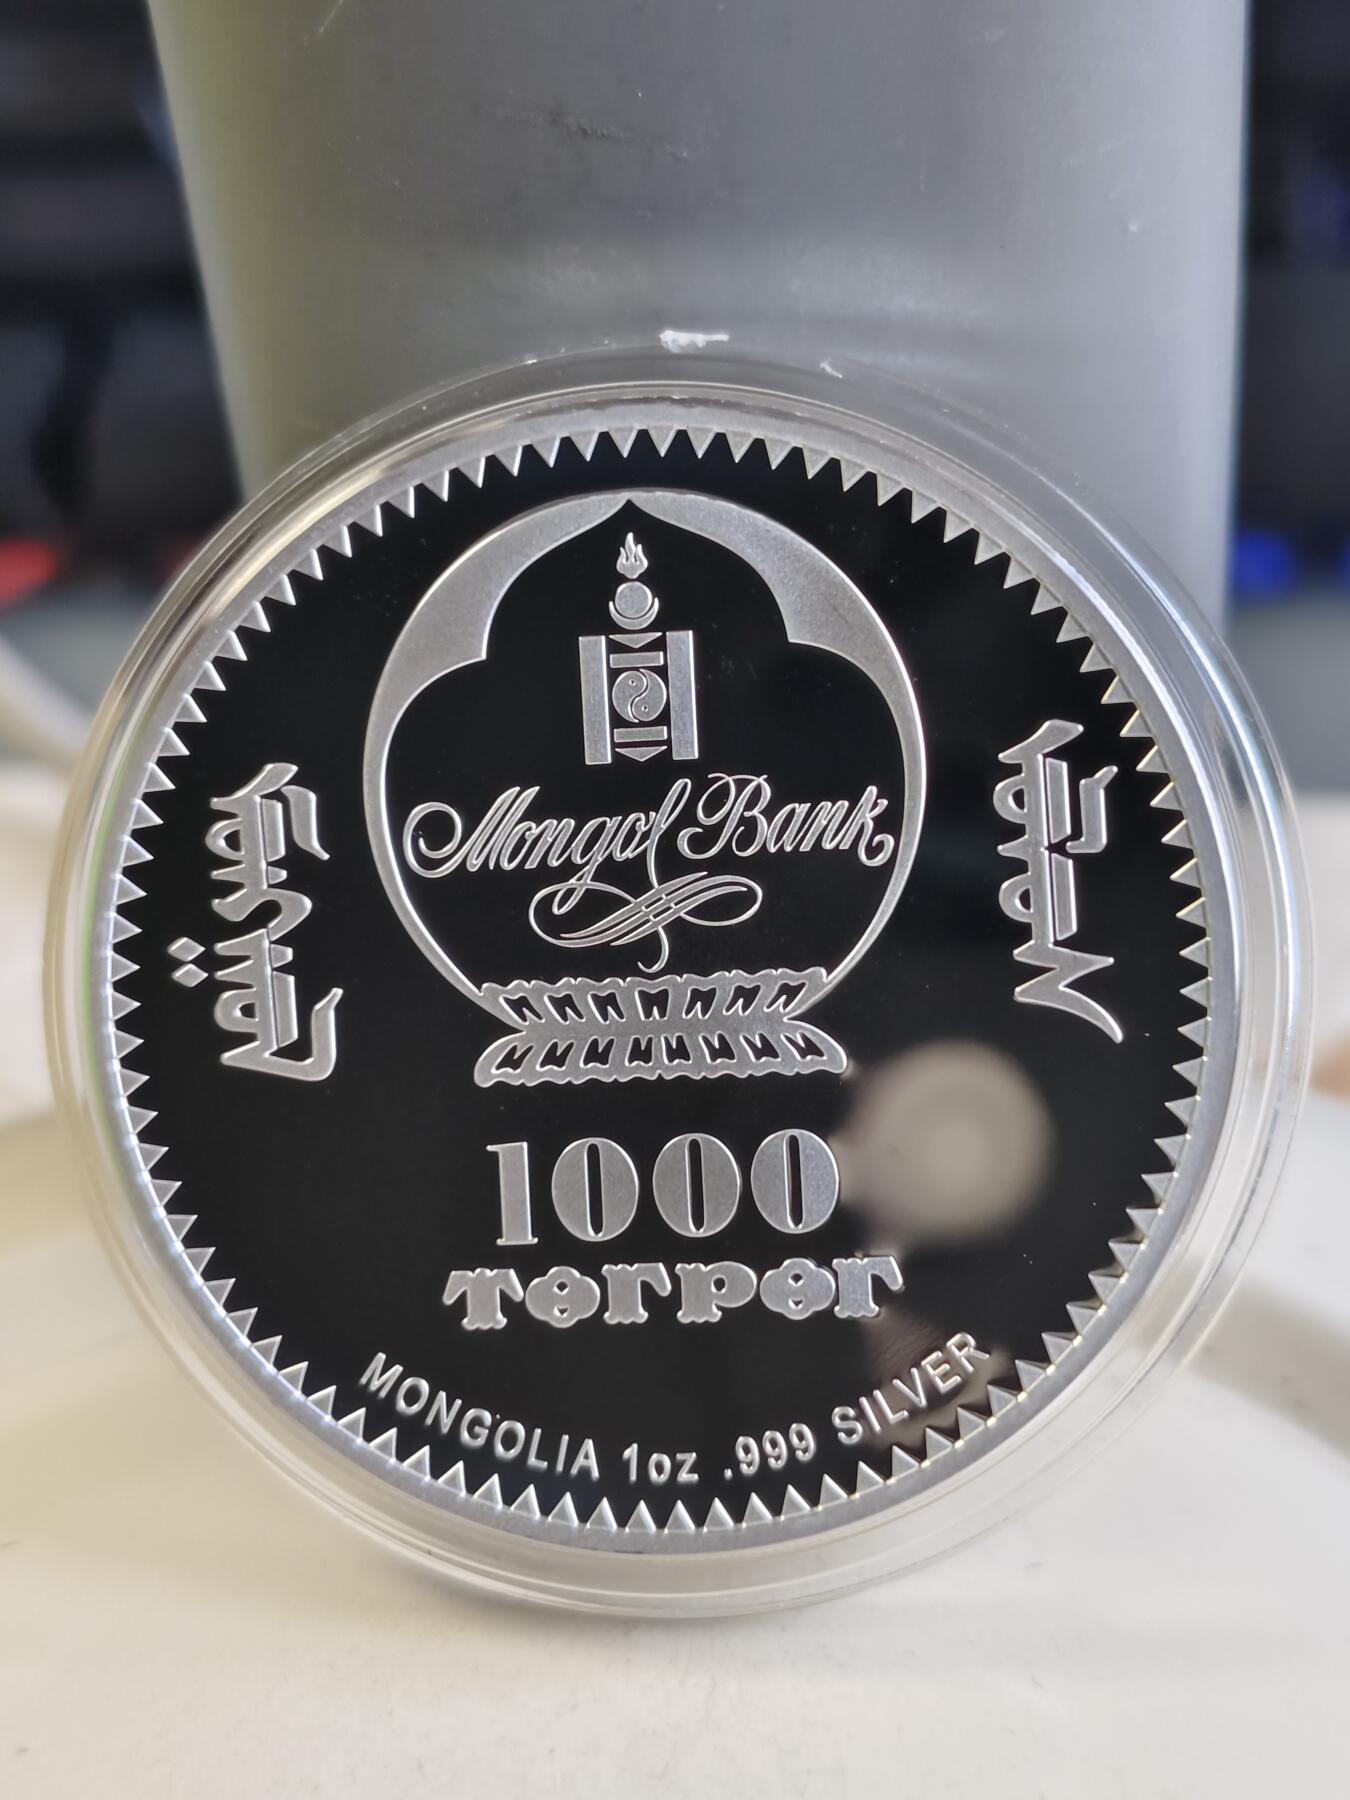 Mongol Bank
1000
төгрөг
MONGOLIA 1oz .999 SILVER